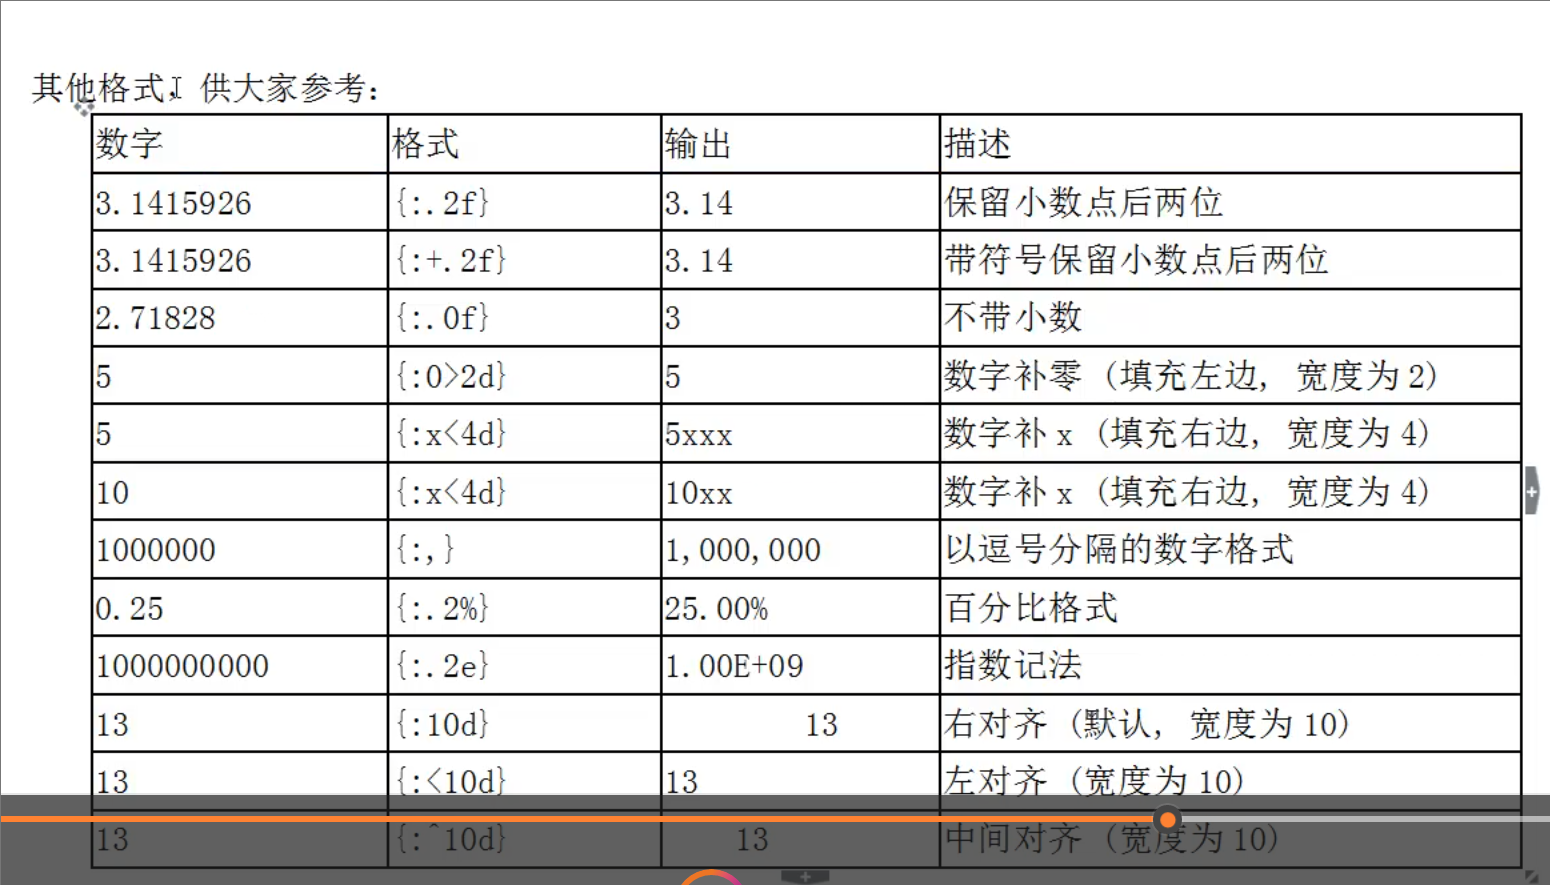 其他格式，供大家参考：
数字 格式 输出 描述
3.1415926 {:.2f} 3.14 保留小数点后两位
3.1415926 {:+.2f} 3.14 带符号保留小数点后两位
2.71828 {:.0f} 3 不带小数
5 {:0>2d} 5 数字补零 (填充左边, 宽度为 2)
5 {:x<4d} 5xxx 数字补 x (填充右边, 宽度为 4)
10 {:x<4d} 10xx 数字补 x (填充右边, 宽度为 4)
1000000 {:,} 1,000,000 以逗号分隔的数字格式
0.25 {:.2%} 25.00% 百分比格式
1000000000 {:.2e} 1.00E+09 指数记法
13 {:10d} 13 右对齐 (默认, 宽度为 10)
13 {:<10d} 13 左对齐 (宽度为 10)
13 {:^10d} 13 中间对齐 (宽度为 10)